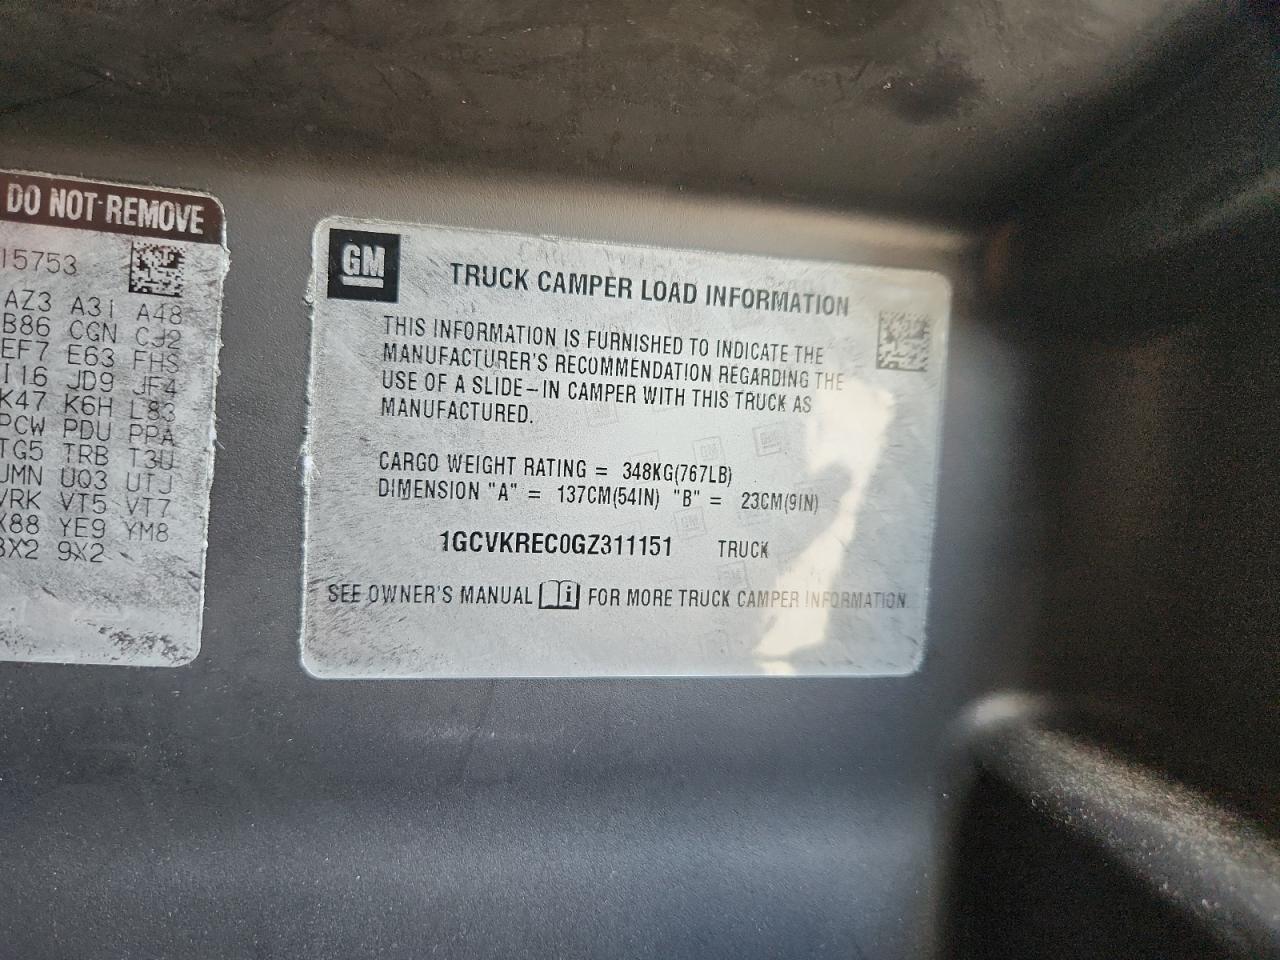 DO NOT REMOVE
15753
AZ3 A31 A48
B86 CGN CJ2
EF7 E63 FHS
I16 JD9 JF4
K47 K6H L83
PCW PDU PPA
TG5 TRB T3U
UMN UQ3 UTJ
VRK VT5 VT7
X88 YE9 YM8
8X2 9X2
GM
TRUCK CAMPER LOAD INFORMATION
THIS INFORMATION IS FURNISHED TO INDICATE THE
MANUFACTURER'S RECOMMENDATION REGARDING THE
USE OF A SLIDE-IN CAMPER WITH THIS TRUCK AS
MANUFACTURED.
CARGO WEIGHT RATING = 348KG(767LB)
DIMENSION "A" = 137CM(54IN) "B" = 23CM(9IN)
1GCVKREC0GZ311151 TRUCK
SEE OWNER'S MANUAL i FOR MORE TRUCK CAMPER INFORMATION